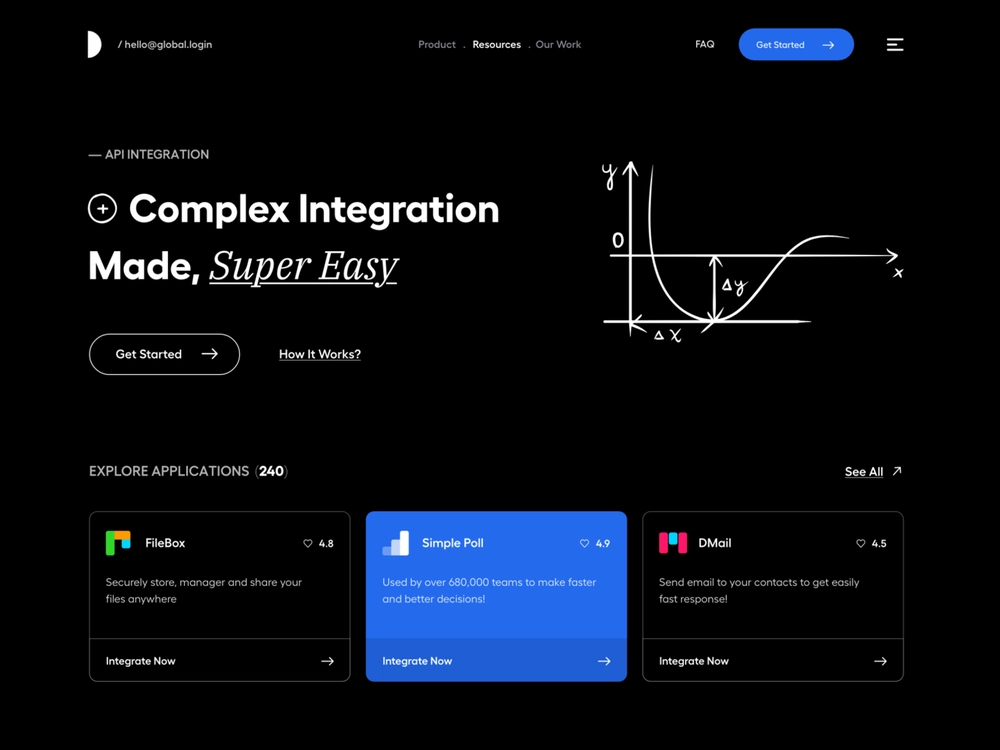 / hello@global.login
Product . Resources . Our Work
FAQ
Get Started
— API INTEGRATION
Complex Integration
Made, Super Easy
Get Started
How It Works?
y
0
Δy
x
Δx
EXPLORE APPLICATIONS (240)
See All
FileBox
4.8
Securely store, manager and share your
files anywhere
Integrate Now
Simple Poll
4.9
Used by over 680,000 teams to make faster
and better decisions!
Integrate Now
DMail
4.5
Send email to your contacts to get easily
fast response!
Integrate Now